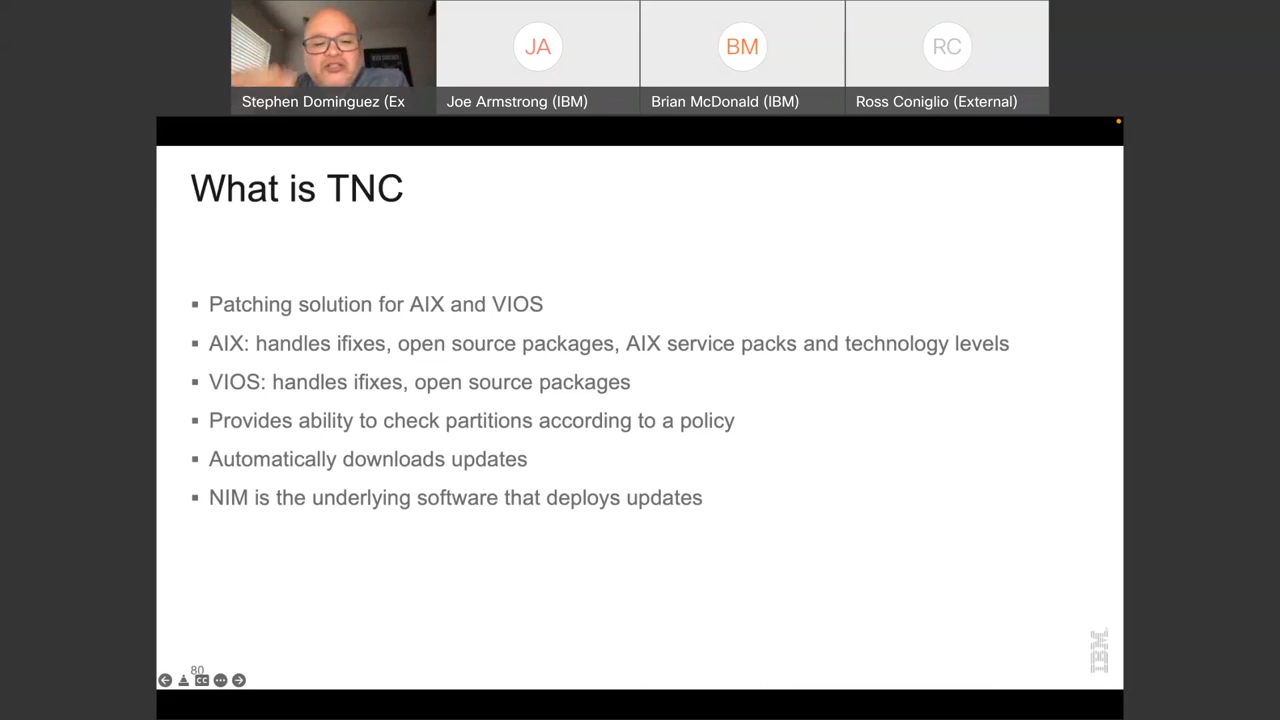 JA
BM
RC
Stephen Dominguez (Ex
Joe Armstrong (IBM)
Brian McDonald (IBM)
Ross Coniglio (External)
What is TNC
▪ Patching solution for AIX and VIOS
▪ AIX: handles ifixes, open source packages, AIX service packs and technology levels
▪ VIOS: handles ifixes, open source packages
▪ Provides ability to check partitions according to a policy
▪ Automatically downloads updates
▪ NIM is the underlying software that deploys updates
IBM
80
CC